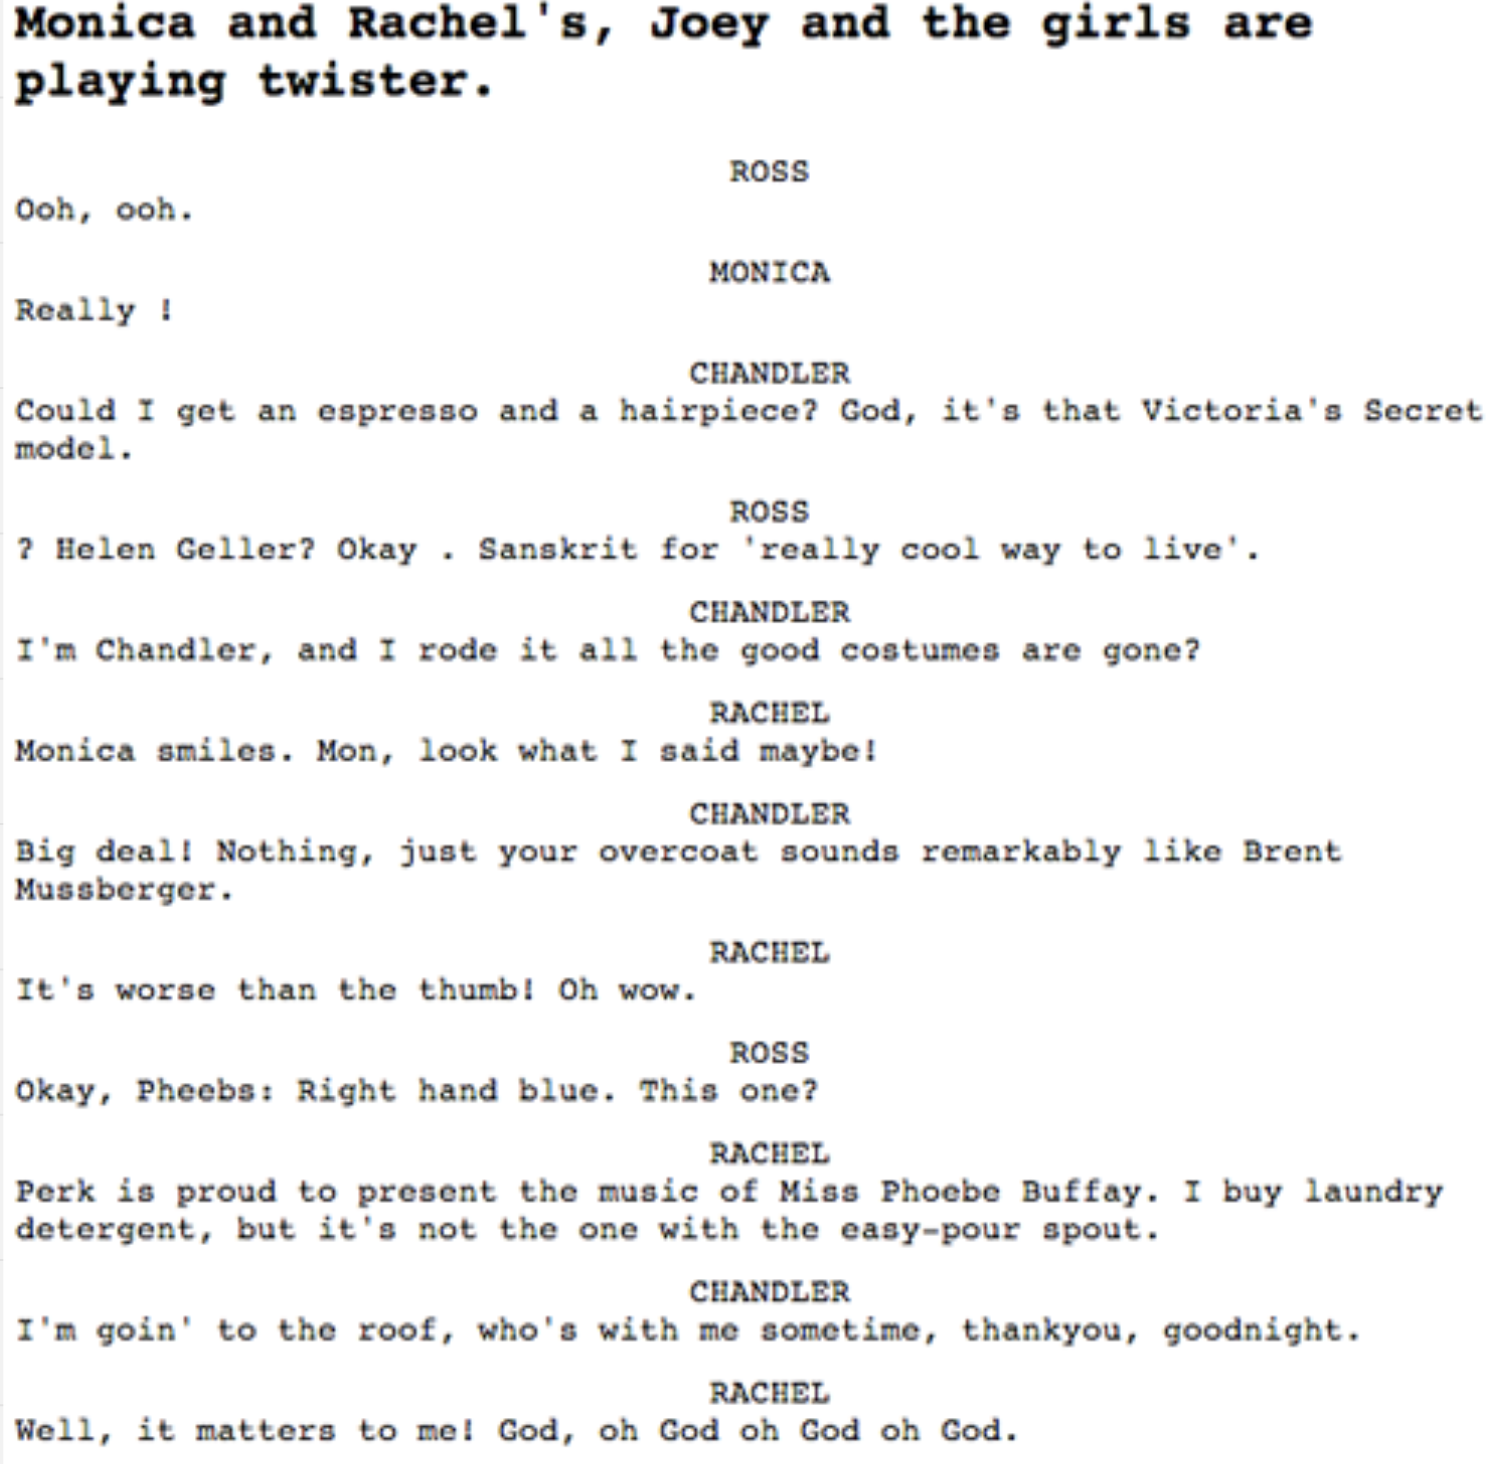 Monica and Rachel's, Joey and the girls are
playing twister.
ROSS
Ooh, ooh.
MONICA
Really !
CHANDLER
Could I get an espresso and a hairpiece? God, it's that Victoria's Secret
model.
ROSS
? Helen Geller? Okay . Sanskrit for 'really cool way to live'.
CHANDLER
I'm Chandler, and I rode it all the good costumes are gone?
RACHEL
Monica smiles. Mon, look what I said maybe!
CHANDLER
Big deal! Nothing, just your overcoat sounds remarkably like Brent
Mussberger.
RACHEL
It's worse than the thumb! Oh wow.
ROSS
Okay, Pheebs: Right hand blue. This one?
RACHEL
Perk is proud to present the music of Miss Phoebe Buffay. I buy laundry
detergent, but it's not the one with the easy-pour spout.
CHANDLER
I'm goin' to the roof, who's with me sometime, thankyou, goodnight.
RACHEL
Well, it matters to me! God, oh God oh God oh God.